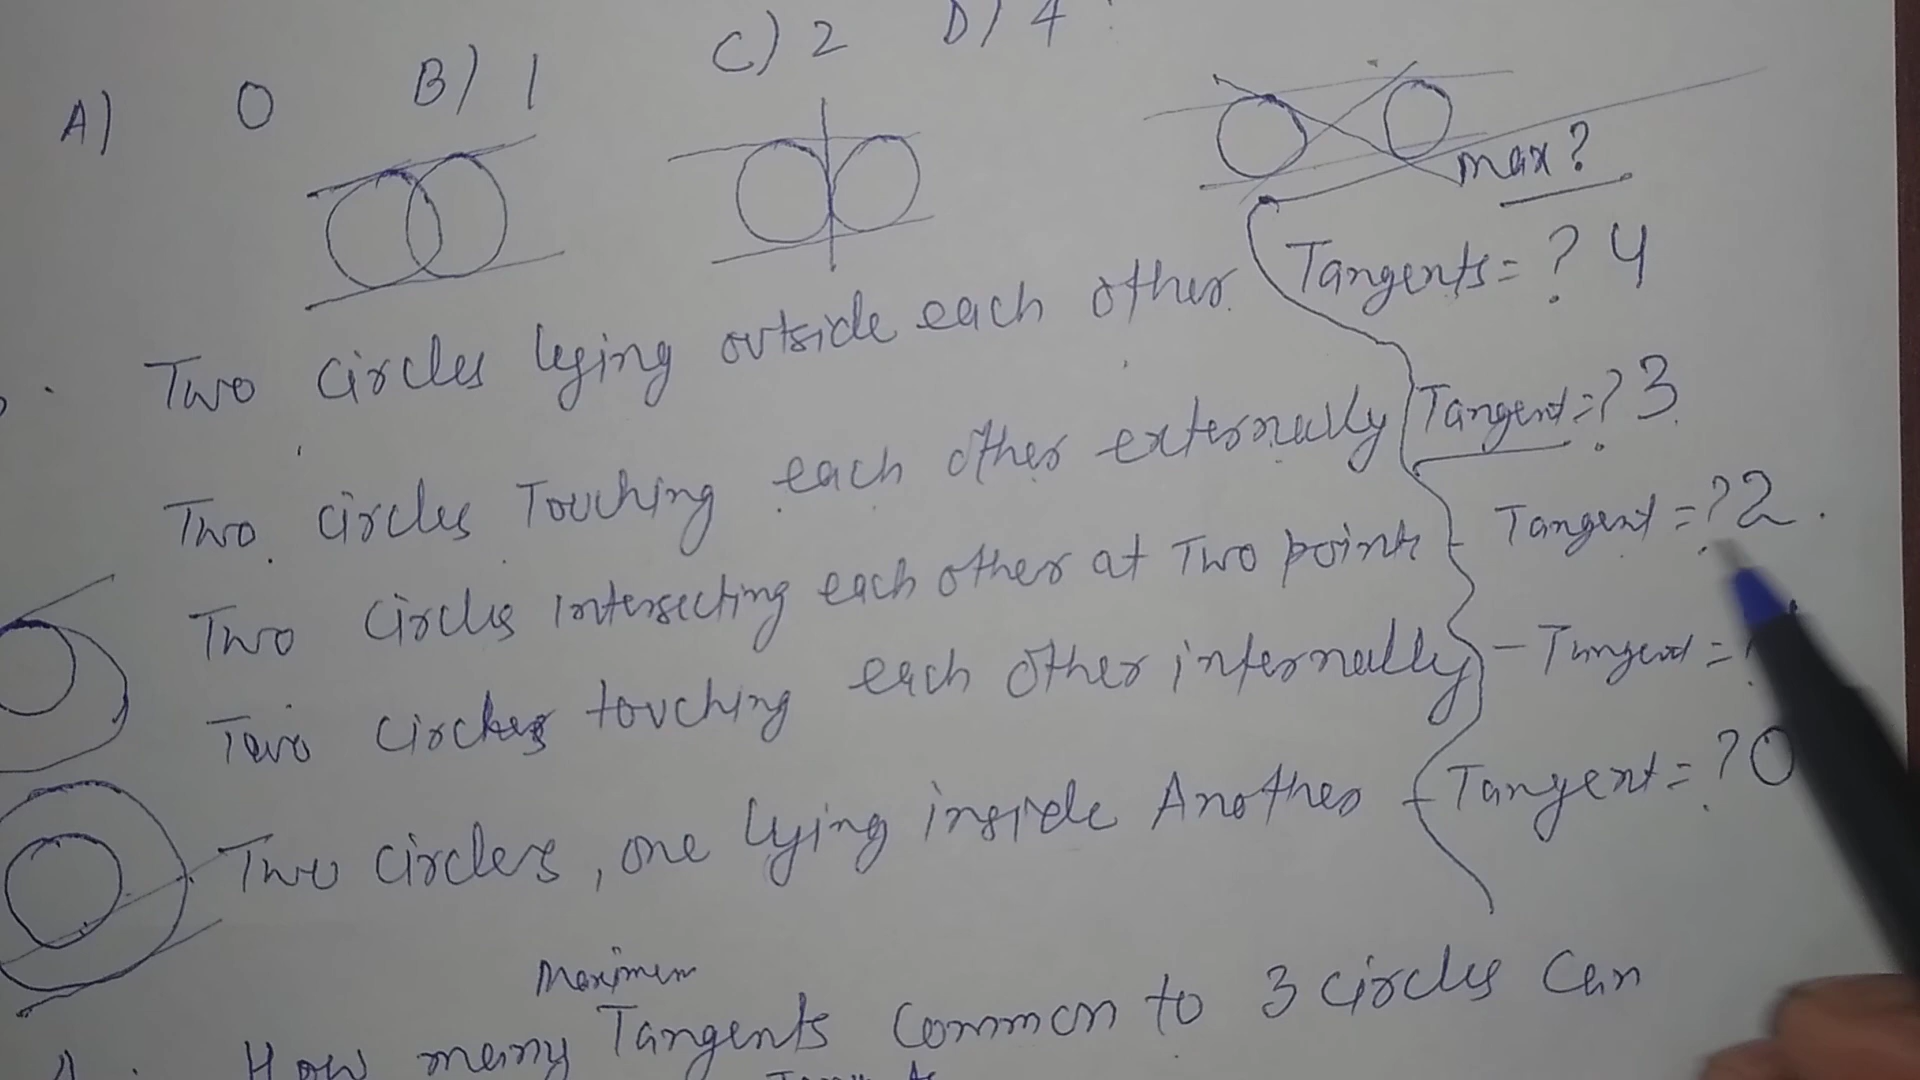 A) 0 B) 1 C) 2 D) 4
max?
Two circles lying outside each other Tangents = ? 4
Two circles Touching each other externally Tangent = ? 3
Two circles intersecting each other at Two points - Tangent = ? 2
Two circles touching each other internally - Tangent = ?
Two circles, one lying inside Another - Tangent = ? 0
Maximum
How many Tangents common to 3 circles can